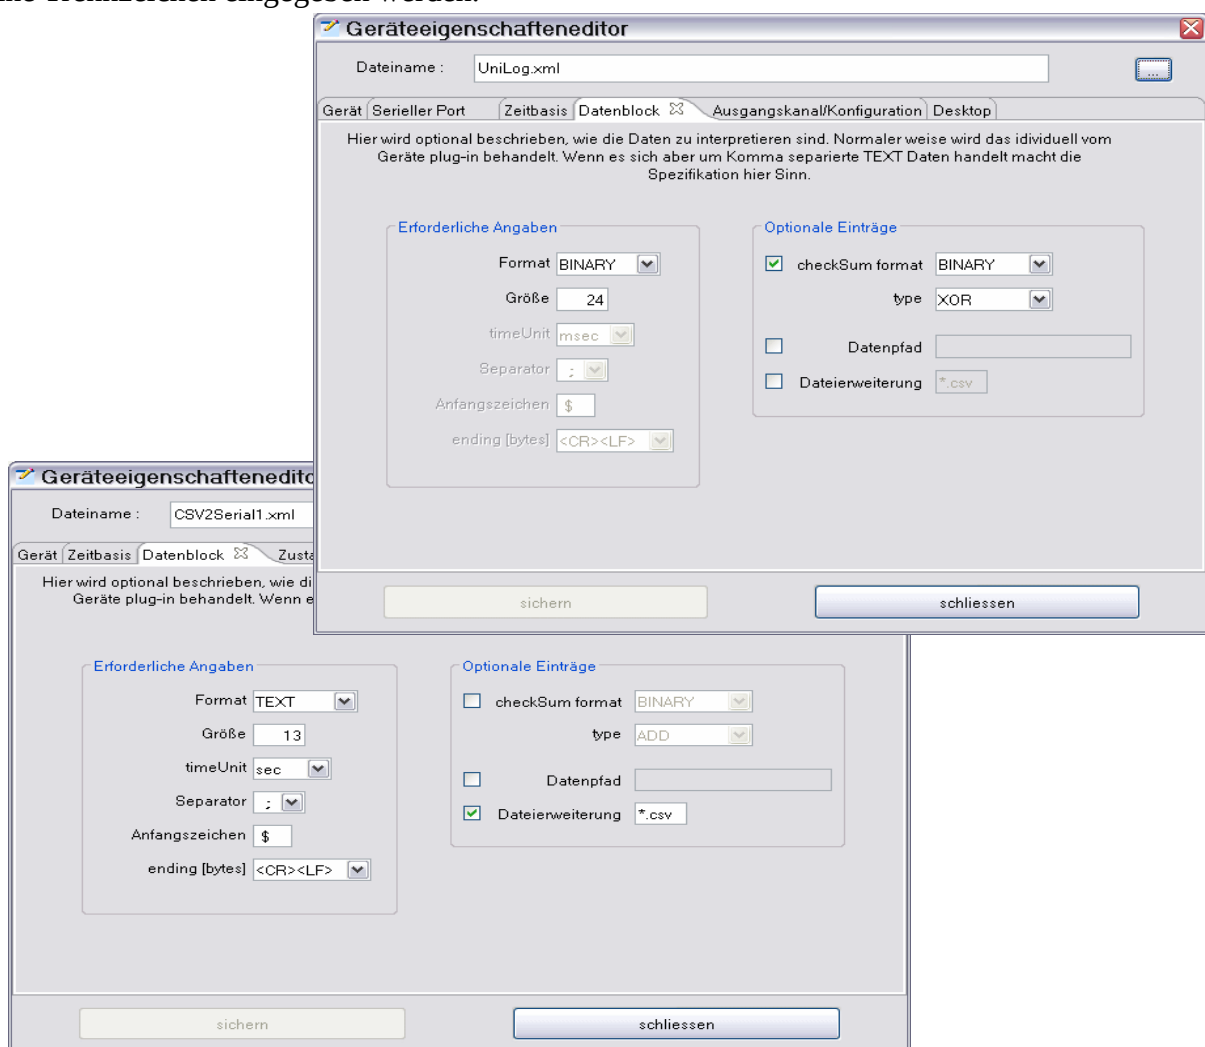 eingegeben werden.
Geräteeigenschafteneditor
Dateiname :
UniLog.xml
...
Gerät Serieller Port Zeitbasis Datenblock Ausgangskanal/Konfiguration Desktop
Hier wird optional beschrieben, wie die Daten zu interpretieren sind. Normaler weise wird das idividuell vom
Geräte plug-in behandelt. Wenn es sich aber um Komma separierte TEXT Daten handelt macht die
Spezifikation hier Sinn.
Erforderliche Angaben
Format BINARY
Größe 24
timeUnit msec
Separator ;
Anfangszeichen $
ending [bytes] <CR><LF>
Optionale Einträge
checkSum format BINARY
type XOR
Datenpfad
Dateierweiterung *.csv
sichern schliessen
Dateiname : CSV2Serial1.xml
Gerät Zeitbasis Datenblock
Hier wird optional beschrieben, wie
Geräte plug-in behandelt. Wenn
Erforderliche Angaben
Format TEXT
Größe 13
timeUnit sec
Separator ;
Anfangszeichen $
ending [bytes] <CR><LF>
Optionale Einträge
checkSum format BINARY
type ADD
Datenpfad
Dateierweiterung *.csv
sichern schliessen